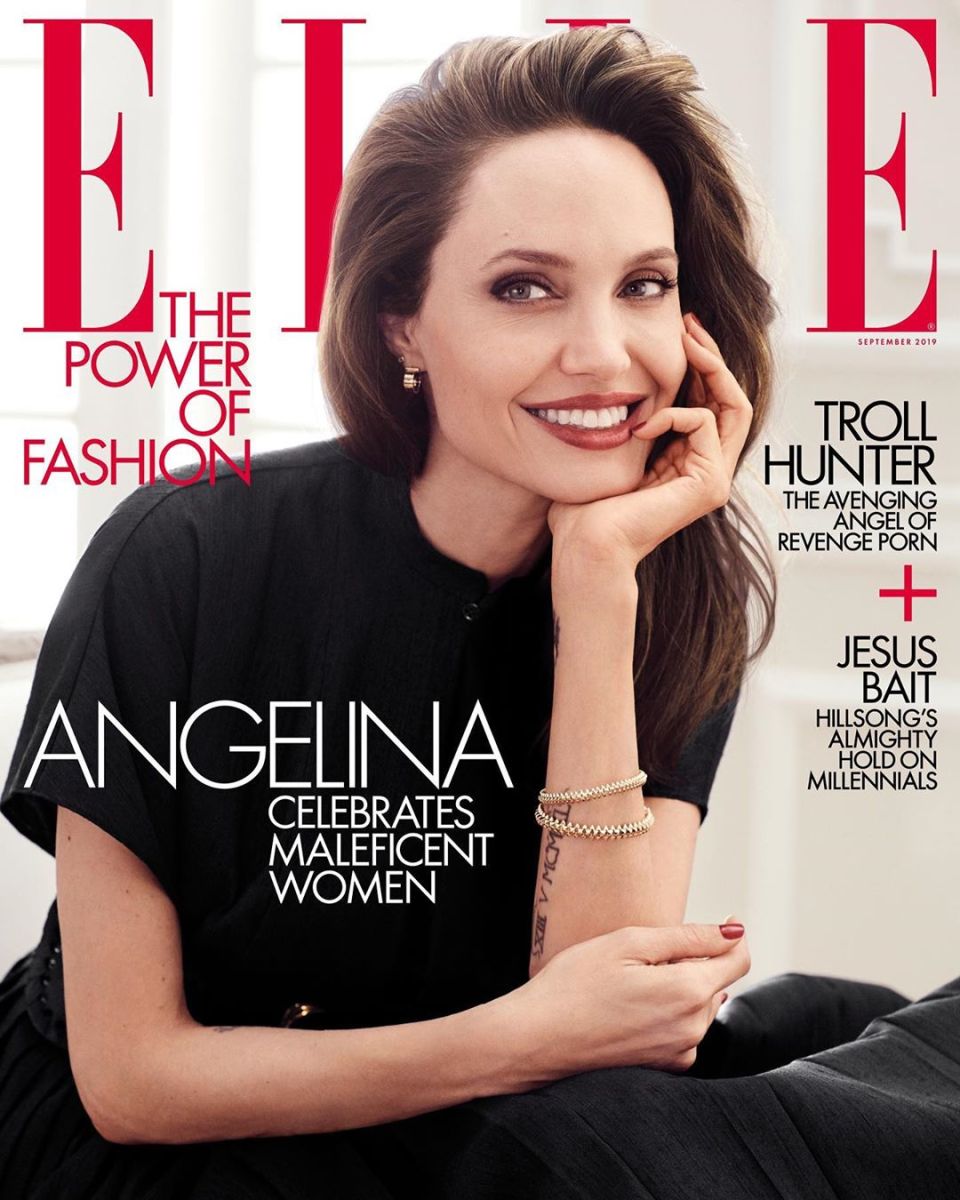 ELLE
SEPTEMBER 2019
THE
POWER
OF
FASHION
TROLL
HUNTER
THE AVENGING
ANGEL OF
REVENGE PORN
+
JESUS
BAIT
HILLSONG'S
ALMIGHTY
HOLD ON
MILLENNIALS
ANGELINA
CELEBRATES
MALEFICENT
WOMEN